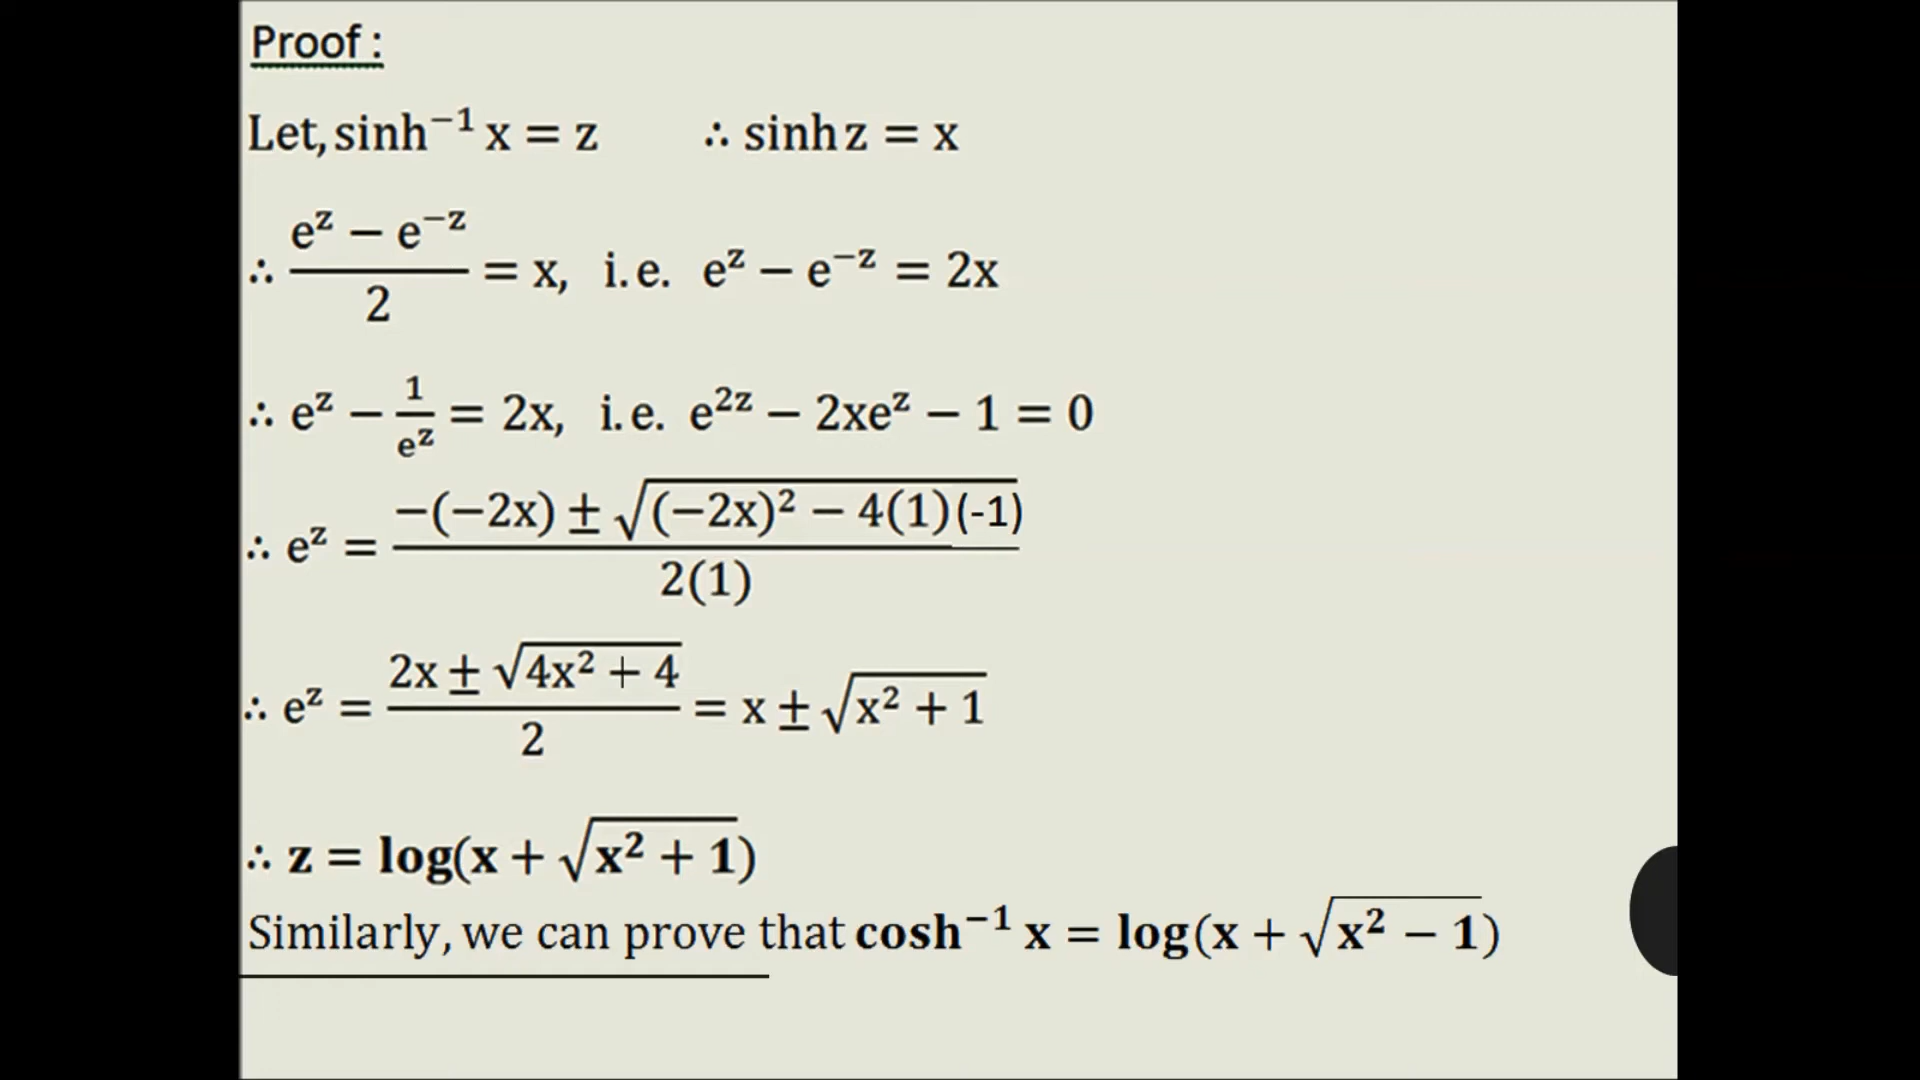 Proof :
Let, sinh⁻¹ x = z ∴ sinh z = x
∴ (eᶻ − e⁻ᶻ)/2 = x, i. e. eᶻ − e⁻ᶻ = 2x
∴ eᶻ − 1/eᶻ = 2x, i. e. e²ᶻ − 2xeᶻ − 1 = 0
∴ eᶻ = (−(−2x) ± √((−2x)² − 4(1)(-1)))/2(1)
∴ eᶻ = (2x ± √(4x² + 4))/2 = x ± √(x² + 1)
∴ z = log(x + √(x² + 1))
Similarly, we can prove that cosh⁻¹ x = log(x + √(x² − 1))